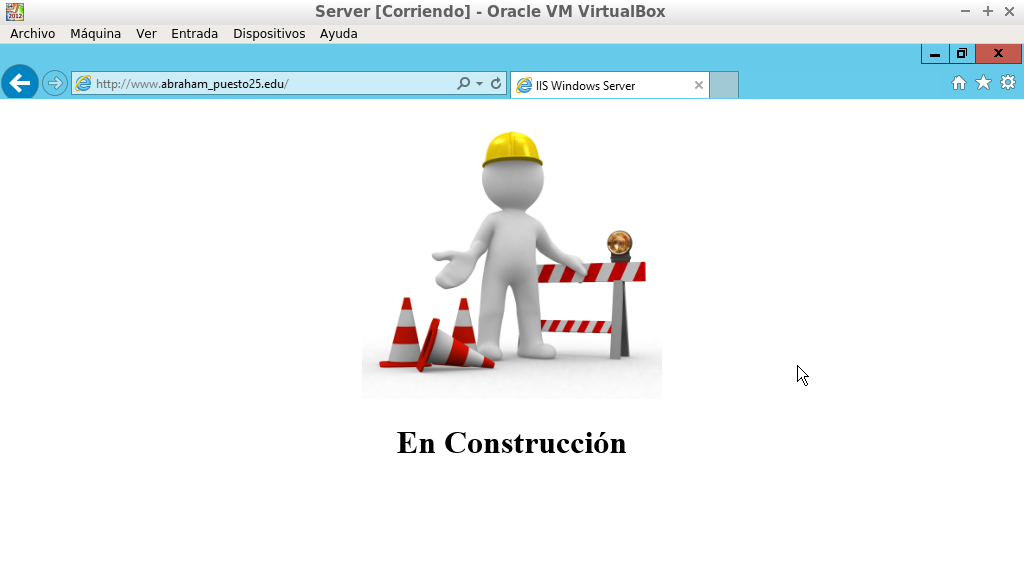 Server [Corriendo] - Oracle VM VirtualBox
Archivo Máquina Ver Entrada Dispositivos Ayuda
http://www.abraham_puesto25.edu/ IIS Windows Server
En Construcción